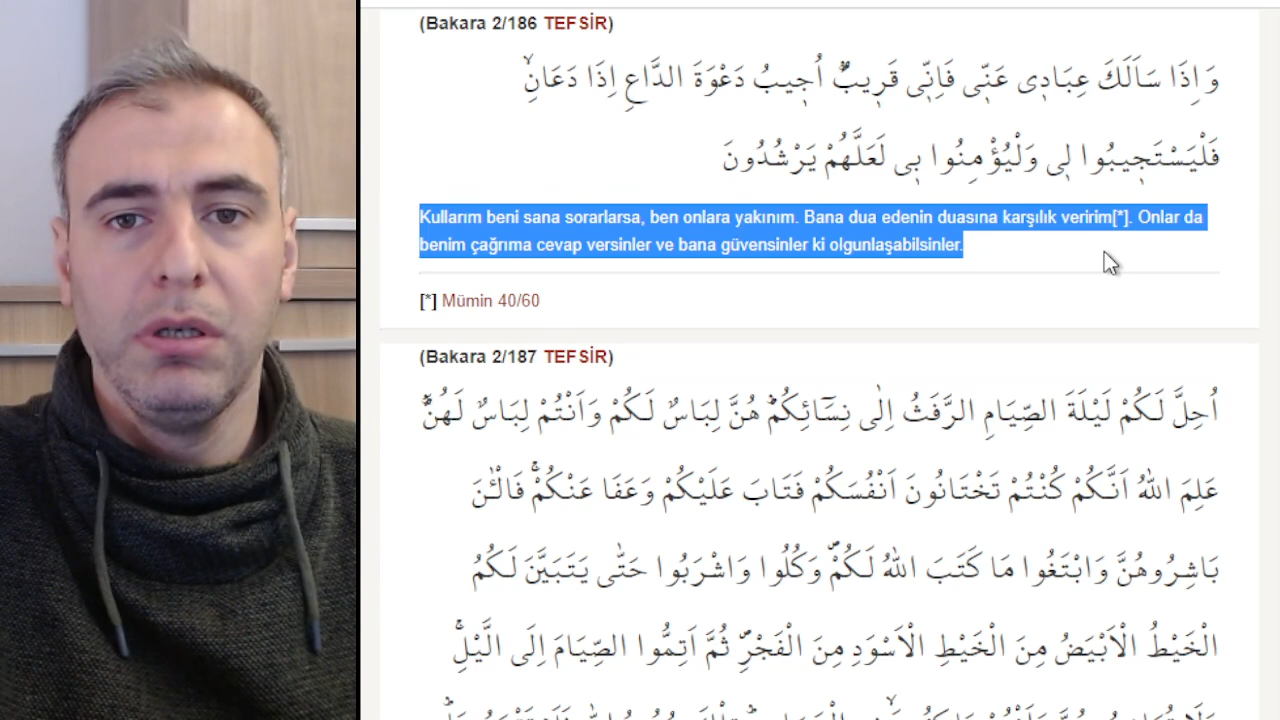 (Bakara 2/186 TEFSİR)
وَاِذَا سَاَلَكَ عِبَاد۪ى عَنّ۪ى فَاِنّ۪ى قَر۪يبٌۜ اُج۪يبُ دَعْوَةَ الدَّاعِ اِذَا دَعَانِۙ
فَلْيَسْتَج۪يبُوا ل۪ى وَلْيُؤْمِنُوا ب۪ى لَعَلَّهُمْ يَرْشُدُونَ
Kullarım beni sana sorarlarsa, ben onlara yakınım. Bana dua edenin duasına karşılık veririm[*]. Onlar da
benim çağrıma cevap versinler ve bana güvensinler ki olgunlaşabilsinler.
[*] Mümin 40/60
(Bakara 2/187 TEFSİR)
اُحِلَّ لَكُمْ لَيْلَةَ الصِّيَامِ الرَّفَثُ اِلٰى نِسَٓائِكُمْۜ هُنَّ لِبَاسٌ لَكُمْ وَاَنْتُمْ لِبَاسٌ لَهُنَّۜ
عَلِمَ اللّٰهُ اَنَّكُمْ كُنْتُمْ تَخْتَانُونَ اَنْفُسَكُمْ فَتَابَ عَلَيْكُمْ وَعَفَا عَنْكُمْۚ فَالْـٰٔنَ
بَاشِرُوهُنَّ وَابْتَغُوا مَا كَتَبَ اللّٰهُ لَكُمْۖ وَكُلُوا وَاشْرَبُوا حَتّٰى يَتَبَيَّنَ لَكُمُ
الْخَيْطُ الْاَبْيَضُ مِنَ الْخَيْطِ الْاَسْوَدِ مِنَ الْفَجْرِۖ ثُمَّ اَتِمُّوا الصِّيَامَ اِلَى الَّيْلِۚ